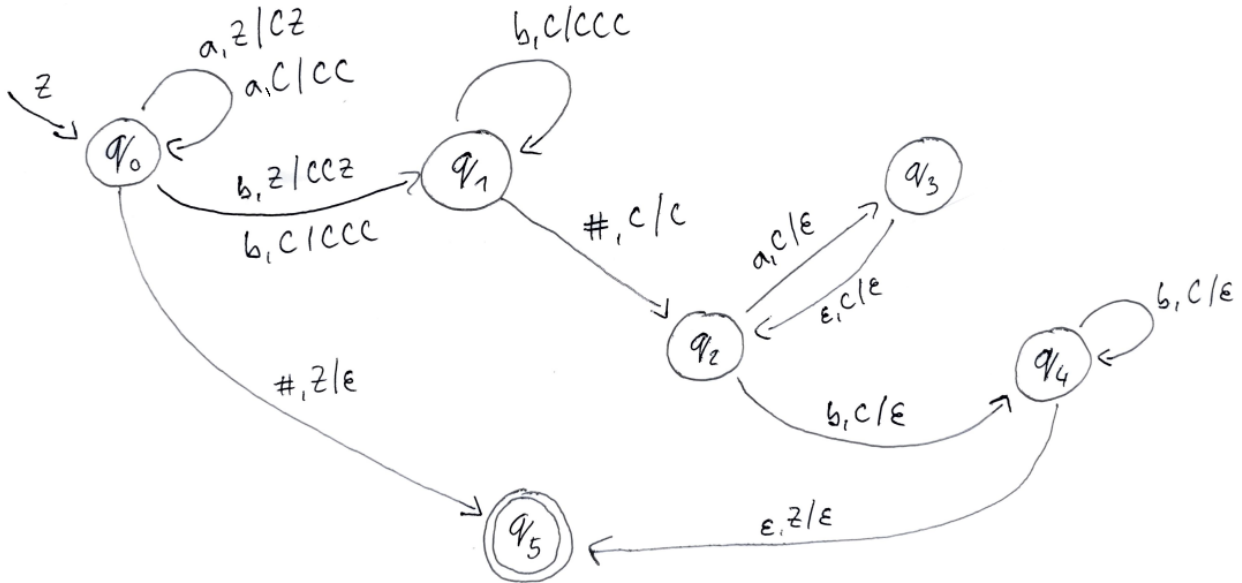 Z
a,Z/CZ
a,C/CC
b,C/CCC
q₀
b,Z/CCZ
b,C/CCC
q₁
q₃
#,C/C
a,C/ε
ε,C/ε
b,C/ε
q₂
q₄
#,Z/ε
b,C/ε
q₅
ε,Z/ε